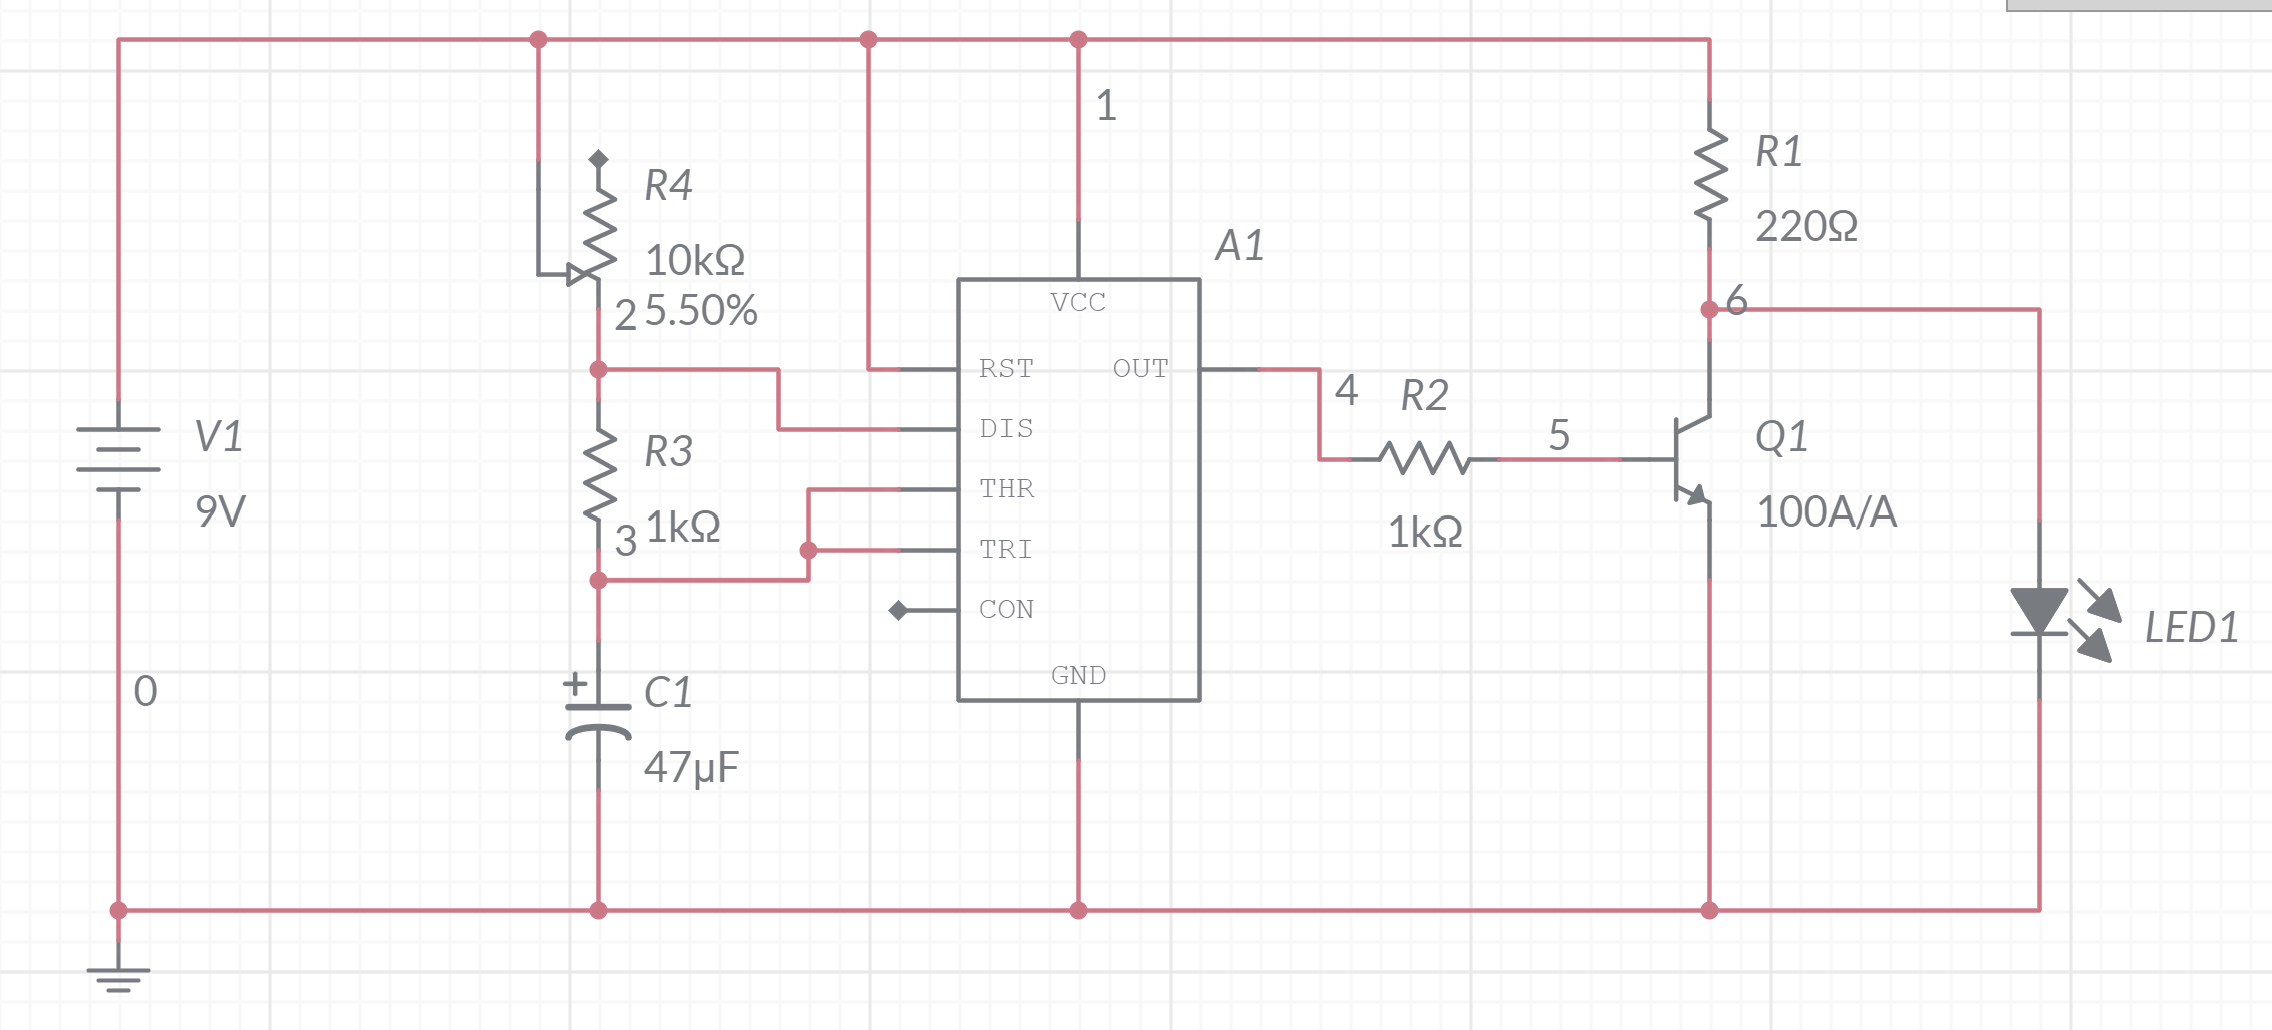 1
R4
10kΩ
5.50%
2
R1
220Ω
A1
VCC
RST
OUT
DIS
THR
TRI
CON
GND
6
4
R2
1kΩ
5
Q1
100A/A
V1
9V
R3
1kΩ
3
LED1
0
C1
47µF